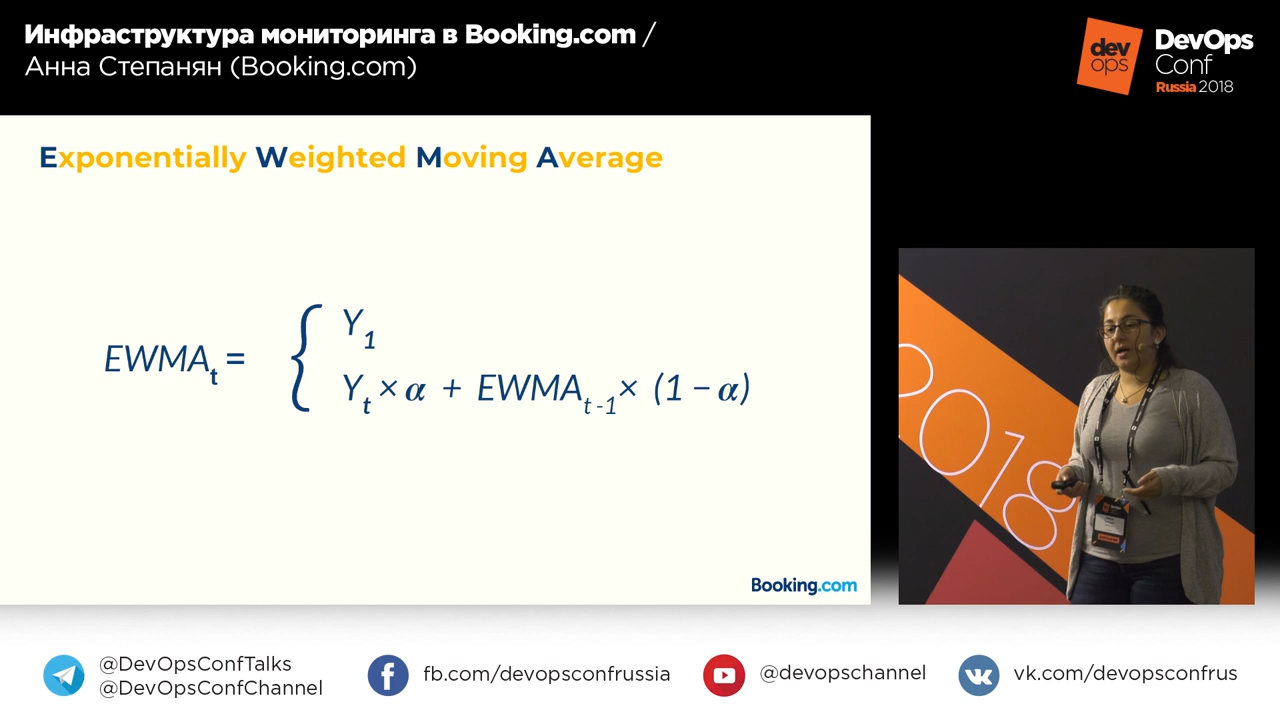 Инфраструктура мониторинга в Booking.com /
Анна Степанян (Booking.com)
dev
ops
DevOps
Conf
Russia 2018
Exponentially Weighted Moving Average
Y₁
EWMAₜ =
Yₜ × α + EWMAₜ₋₁ × (1 − α)
Booking.com
2018
@DevOpsConfTalks
@DevOpsConfChannel
fb.com/devopsconfrussia
@devopschannel
vk.com/devopsconfrus